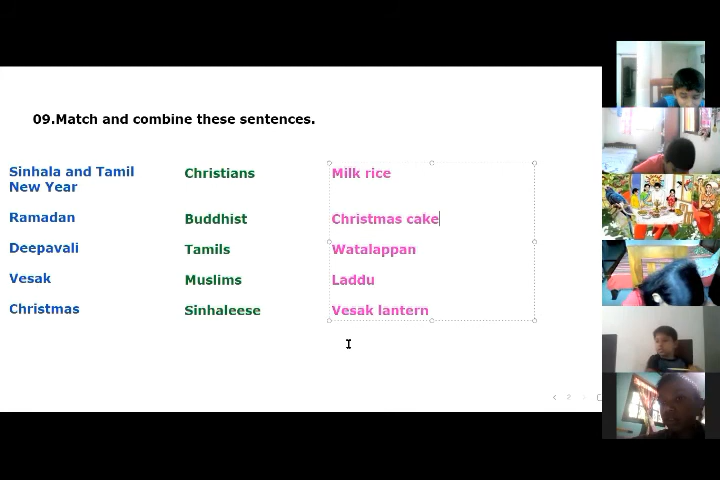 09.Match and combine these sentences.
Sinhala and Tamil
New Year
Christians
Milk rice
Ramadan
Buddhist
Christmas cake
Deepavali
Tamils
Watalappan
Vesak
Muslims
Laddu
Christmas
Sinhaleese
Vesak lantern
2